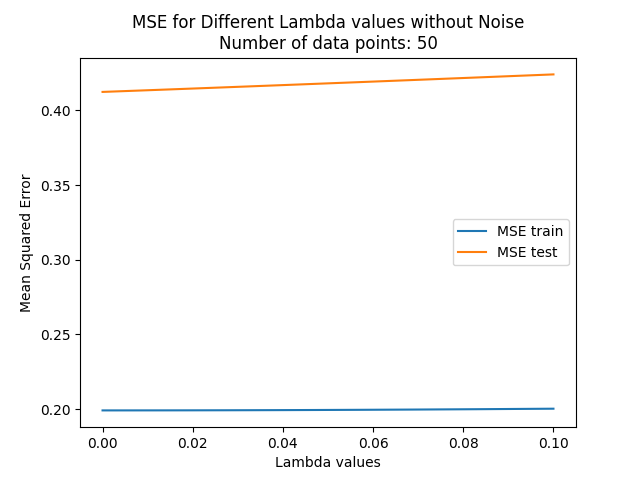 MSE for Different Lambda values without Noise
Number of data points: 50
Mean Squared Error
0.40
0.35
0.30
0.25
0.20
MSE train
MSE test
0.00 0.02 0.04 0.06 0.08 0.10
Lambda values